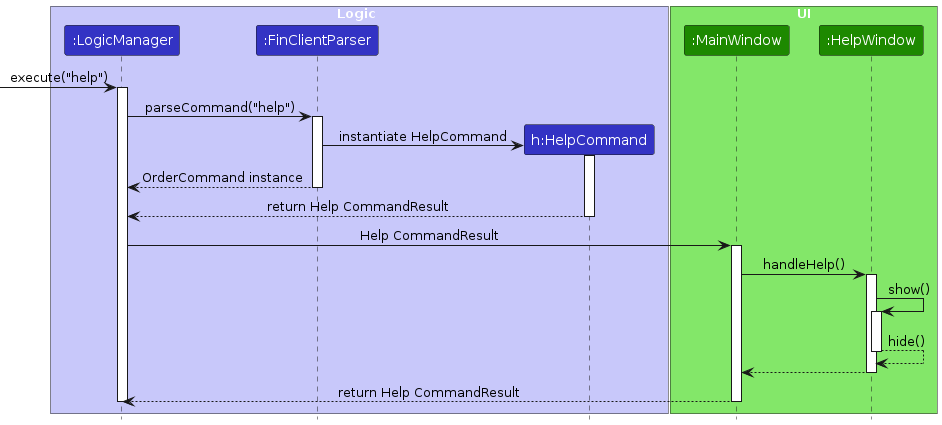 Logic
UI
:LogicManager
:FinClientParser
:MainWindow
:HelpWindow
execute("help")
parseCommand("help")
instantiate HelpCommand
h:HelpCommand
OrderCommand instance
return Help CommandResult
Help CommandResult
handleHelp()
show()
hide()
return Help CommandResult